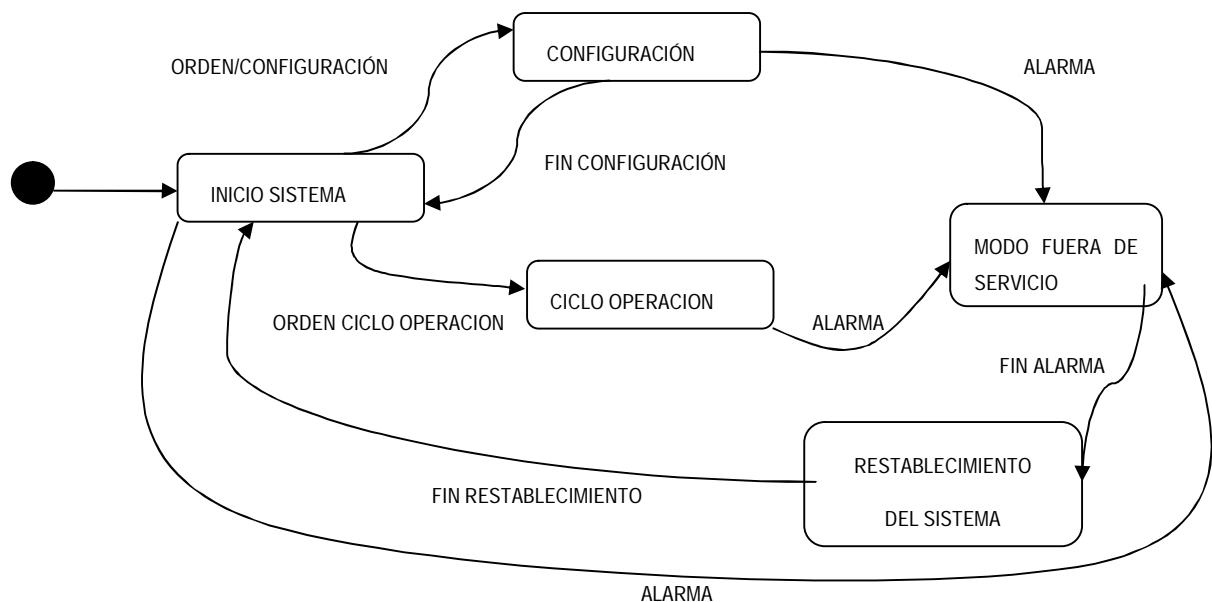 CONFIGURACIÓN
ORDEN/CONFIGURACIÓN
ALARMA
FIN CONFIGURACIÓN
INICIO SISTEMA
MODO FUERA DE
SERVICIO
CICLO OPERACION
ORDEN CICLO OPERACION
ALARMA
FIN ALARMA
RESTABLECIMIENTO
DEL SISTEMA
FIN RESTABLECIMIENTO
ALARMA